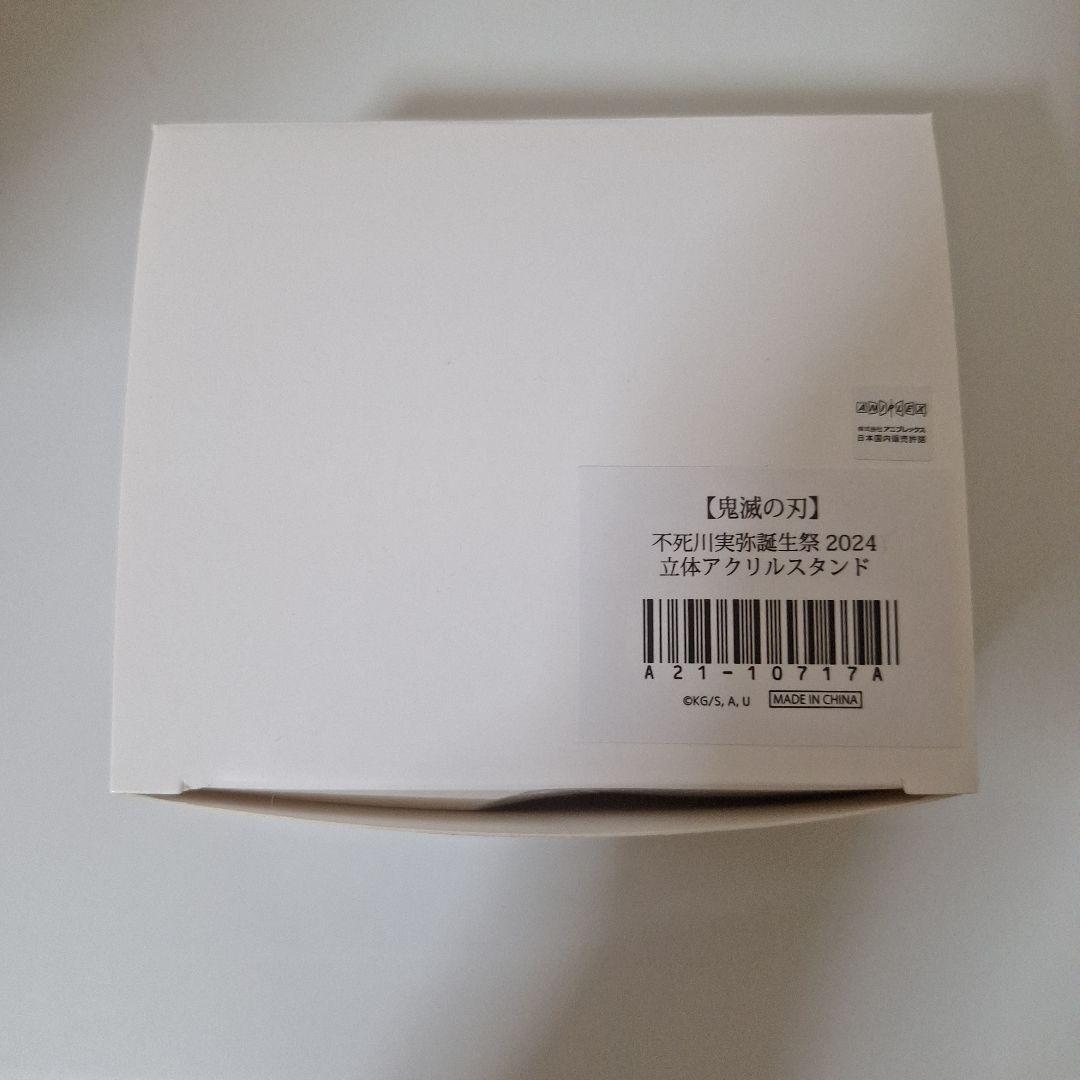 ANIPLEX
株式会社アニプレックス
日本国内販売許諾
【鬼滅の刃】
不死川実弥誕生祭 2024
立体アクリルスタンド
A21-10717A
©KG/S, A, U MADE IN CHINA